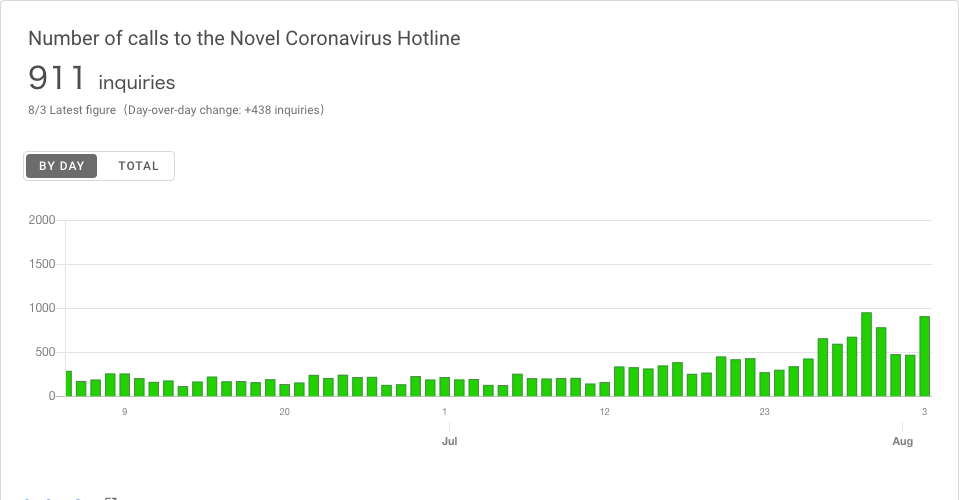 Number of calls to the Novel Coronavirus Hotline
911 inquiries
8/3 Latest figure（Day-over-day change: +438 inquiries）
BY DAY TOTAL
2000
1500
1000
500
0
9 20 1 12 23 3
Jul Aug